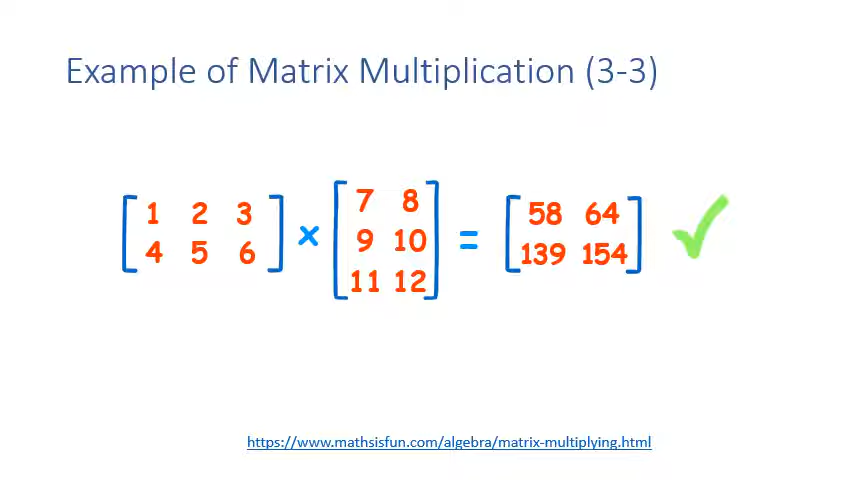 Example of Matrix Multiplication (3-3)
[1 2 3
4 5 6] × [7 8
9 10
11 12] = [58 64
139 154]
https://www.mathsisfun.com/algebra/matrix-multiplying.html